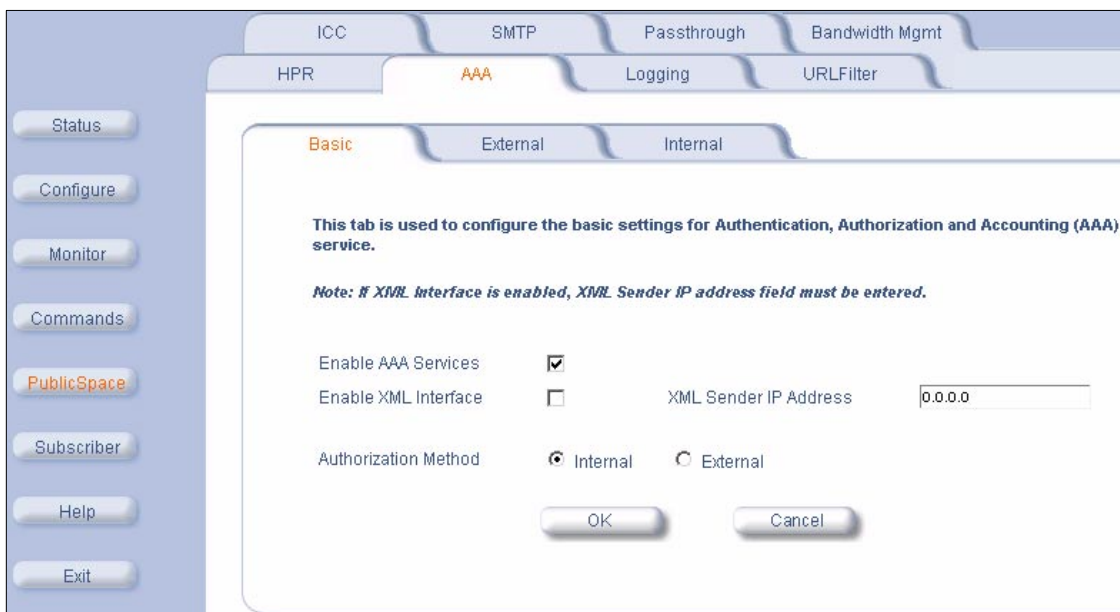 ICC SMTP Passthrough Bandwidth Mgmt
HPR AAA Logging URLFilter
Status
Configure
Monitor
Commands
PublicSpace
Subscriber
Help
Exit
Basic External Internal
This tab is used to configure the basic settings for Authentication, Authorization and Accounting (AAA)
service.
Note: If XML Interface is enabled, XML Sender IP address field must be entered.
Enable AAA Services
Enable XML Interface XML Sender IP Address 0.0.0.0
Authorization Method Internal External
OK Cancel